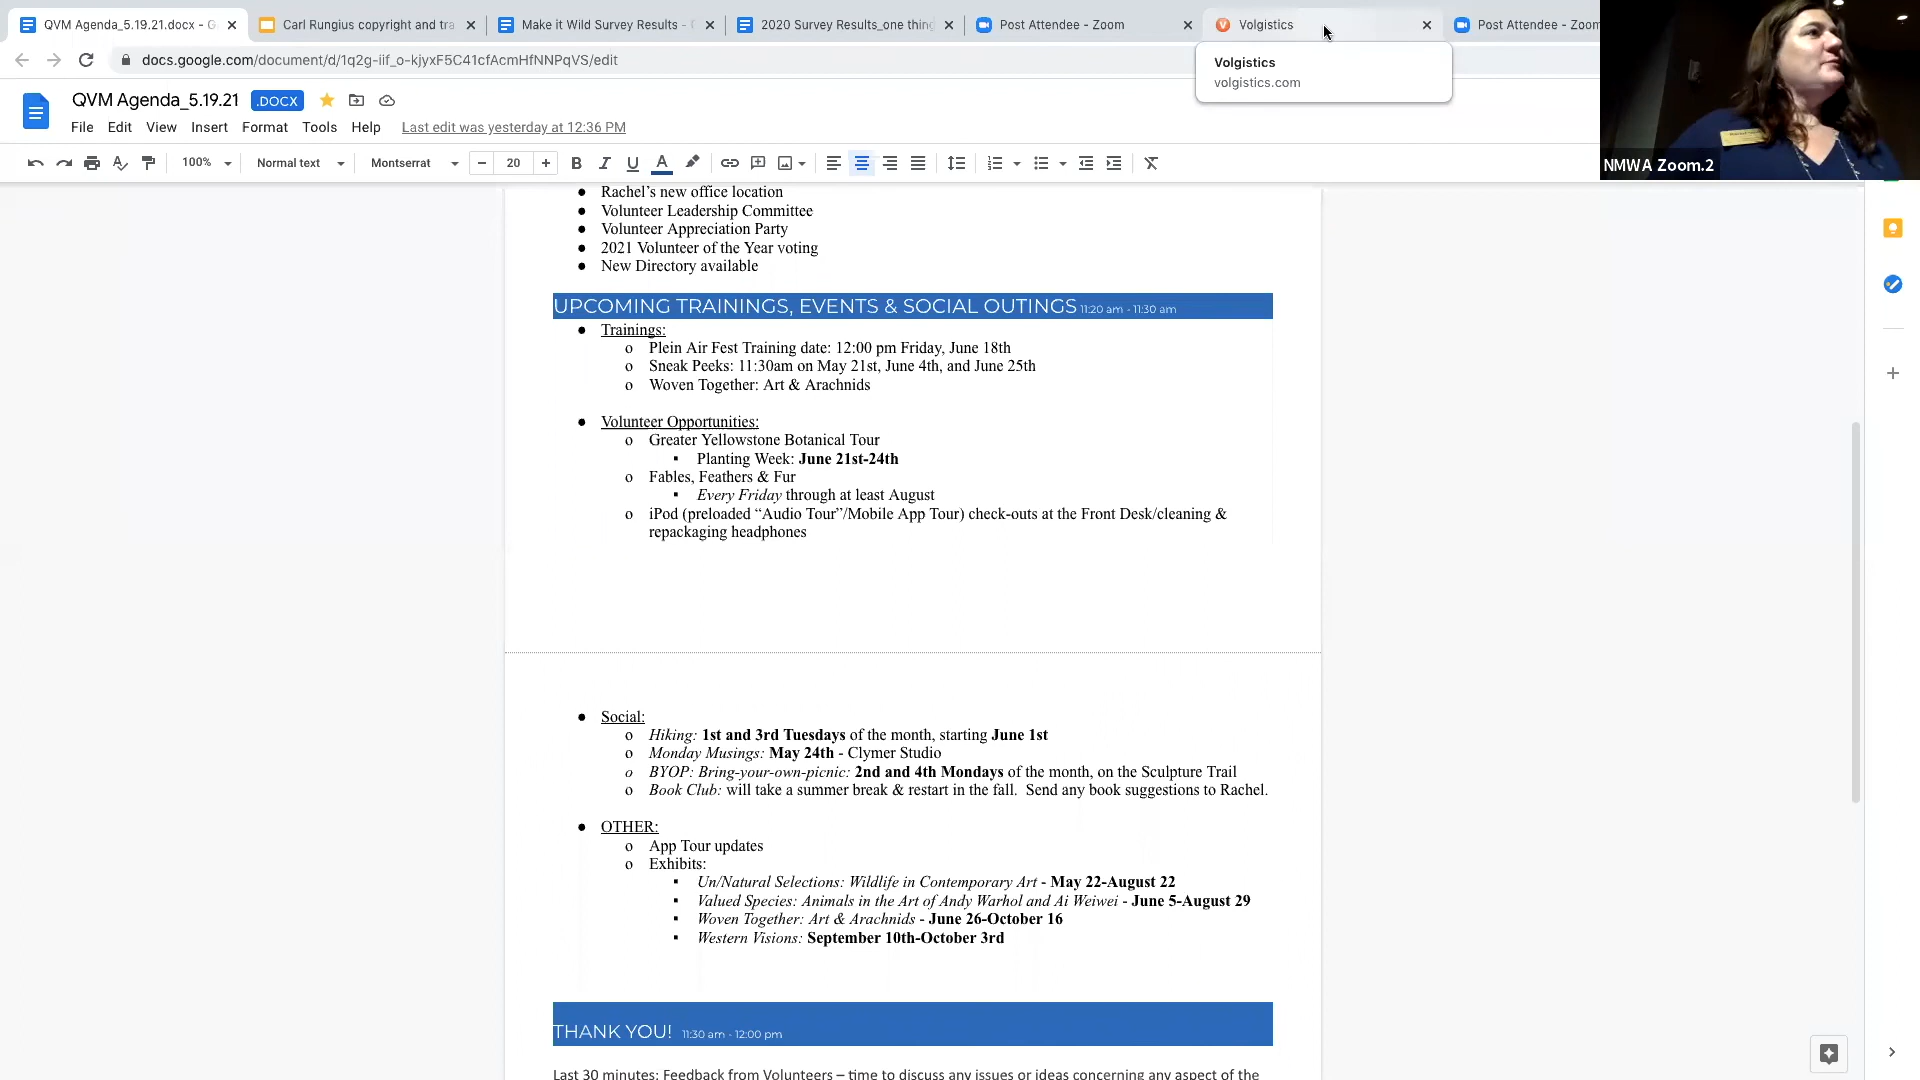 QVM Agenda_5.19.21.docx - G
Carl Rungius copyright and tra
Make it Wild Survey Results -
2020 Survey Results_one thing
Post Attendee - Zoom
Volgistics
Post Attendee - Zoom
docs.google.com/document/d/1q2g-iif_o-kjyxF5C41cfAcmHfNNPqVS/edit
Volgistics
volgistics.com
QVM Agenda_5.19.21 .DOCX
File Edit View Insert Format Tools Help Last edit was yesterday at 12:36 PM
100% Normal text Montserrat - 20 + B I U A
NMWA Zoom.2
● Rachel’s new office location
● Volunteer Leadership Committee
● Volunteer Appreciation Party
● 2021 Volunteer of the Year voting
● New Directory available
UPCOMING TRAININGS, EVENTS & SOCIAL OUTINGS 11:20 am - 11:30 am
● Trainings:
o Plein Air Fest Training date: 12:00 pm Friday, June 18th
o Sneak Peeks: 11:30am on May 21st, June 4th, and June 25th
o Woven Together: Art & Arachnids
● Volunteer Opportunities:
o Greater Yellowstone Botanical Tour
▪ Planting Week: June 21st-24th
o Fables, Feathers & Fur
▪ Every Friday through at least August
o iPod (preloaded “Audio Tour”/Mobile App Tour) check-outs at the Front Desk/cleaning &
repackaging headphones
● Social:
o Hiking: 1st and 3rd Tuesdays of the month, starting June 1st
o Monday Musings: May 24th - Clymer Studio
o BYOP: Bring-your-own-picnic: 2nd and 4th Mondays of the month, on the Sculpture Trail
o Book Club: will take a summer break & restart in the fall. Send any book suggestions to Rachel.
● OTHER:
o App Tour updates
o Exhibits:
▪ Un/Natural Selections: Wildlife in Contemporary Art - May 22-August 22
▪ Valued Species: Animals in the Art of Andy Warhol and Ai Weiwei - June 5-August 29
▪ Woven Together: Art & Arachnids - June 26-October 16
▪ Western Visions: September 10th-October 3rd
THANK YOU! 11:30 am - 12:00 pm
Last 30 minutes: Feedback from Volunteers – time to discuss any issues or ideas concerning any aspect of the